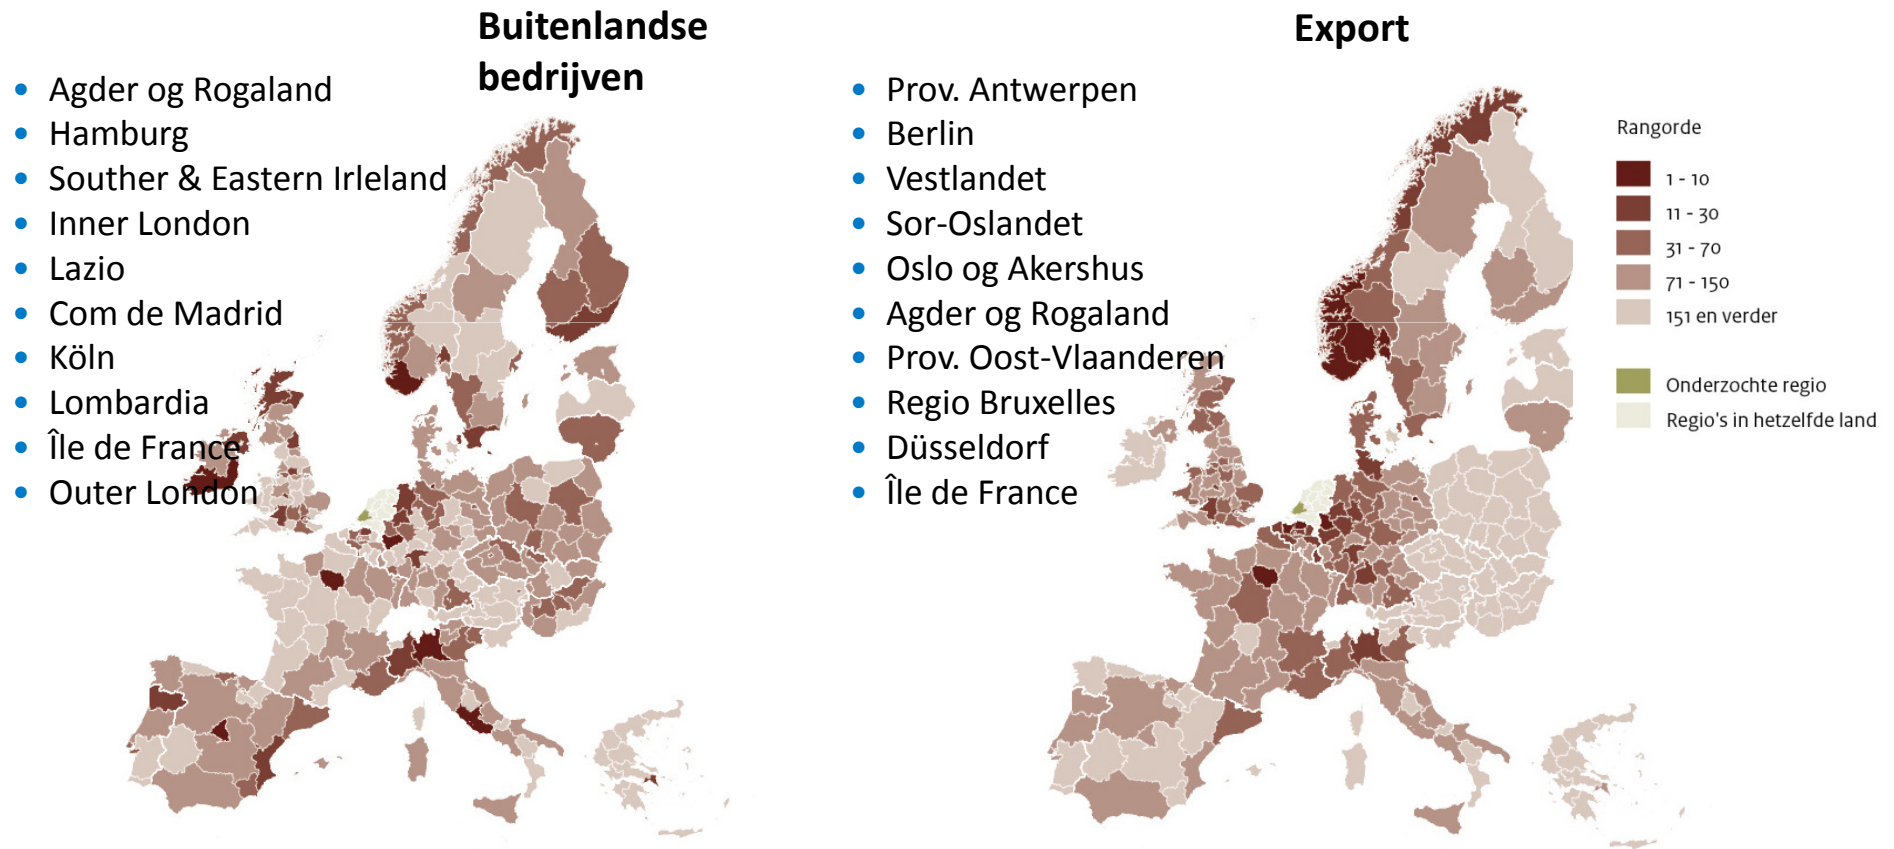 Buitenlandse
bedrijven
• Agder og Rogaland
• Hamburg
• Souther & Eastern Irleland
• Inner London
• Lazio
• Com de Madrid
• Köln
• Lombardia
• Île de France
• Outer London
Export
• Prov. Antwerpen
• Berlin
• Vestlandet
• Sor-Oslandet
• Oslo og Akershus
• Agder og Rogaland
• Prov. Oost-Vlaanderen
• Regio Bruxelles
• Düsseldorf
• Île de France
Rangorde
1 - 10
11 - 30
31 - 70
71 - 150
151 en verder
Onderzochte regio
Regio's in hetzelfde land